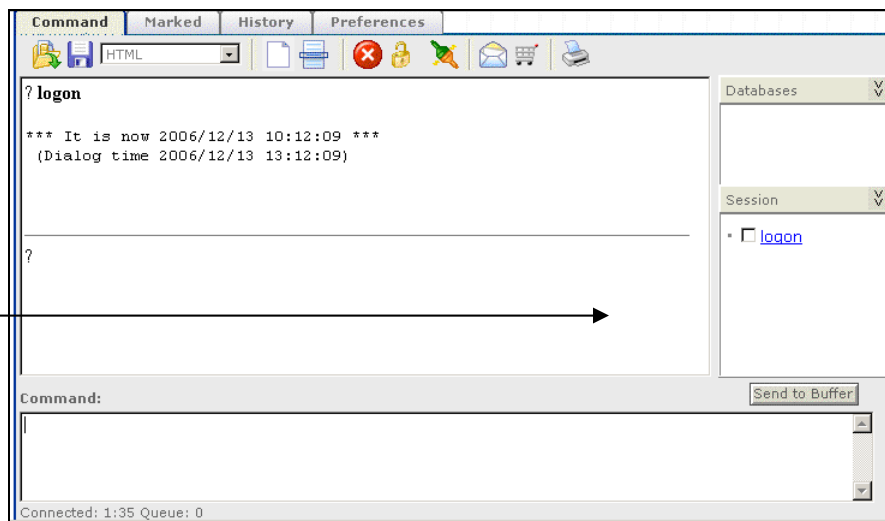 Command Marked History Preferences
HTML
? logon
*** It is now 2006/12/13 10:12:09 ***
(Dialog time 2006/12/13 13:12:09)
?
Databases
Session
logon
Command:
Send to Buffer
Connected: 1:35 Queue: 0